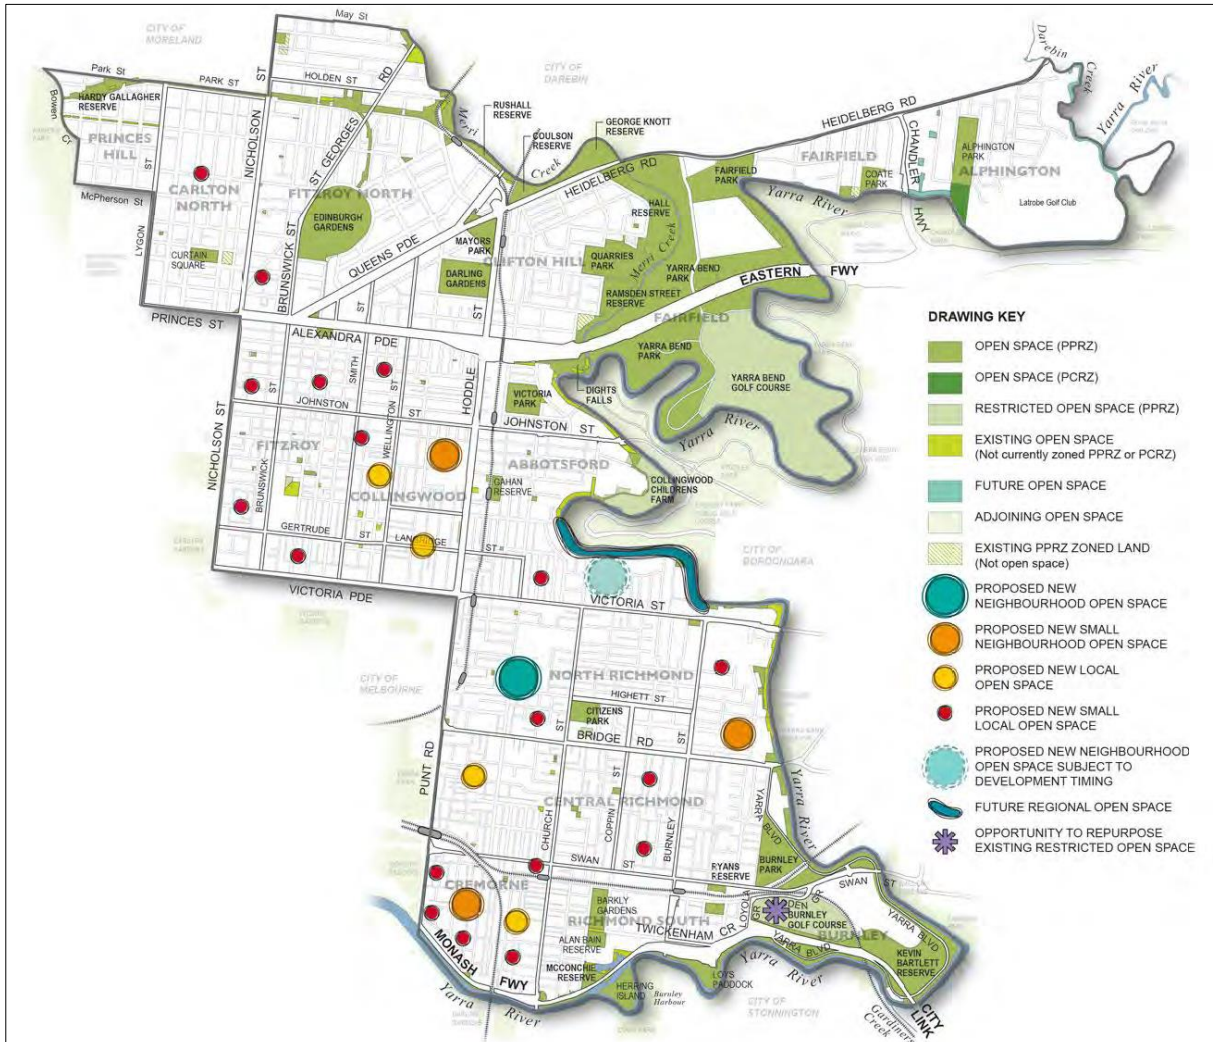 May St
CITY OF
MORELAND
Park St
PARK ST
HOLDEN ST
ST
RD
CITY OF
DAREBIN
Darebin
Creek
Yarra River
HARDY GALLAGHER
RESERVE
Bowen
Cr
PRINCES
HILL
ST
McPherson St
LYGON
NICHOLSON
CARLTON
NORTH
ST GEORGES
FITZROY NORTH
EDINBURGH
GARDENS
BRUNSWICK ST
CURTAIN
SQUARE
QUEENS PDE
Merri
Creek
RUSHALL
RESERVE
COULSON
RESERVE
GEORGE KNOTT
RESERVE
HEIDELBERG RD
HEIDELBERG RD
FAIRFIELD
PARK
FAIRFIELD
COATE
PARK
CHANDLER
HWY
ALPHINGTON
PARK
ALPHINGTON
Latrobe Golf Club
Yarra River
HALL
RESERVE
MAYORS
PARK
CLIFTON HILL
DARLING
GARDENS
QUARRIES
PARK
Merri Creek
YARRA BEND
PARK
EASTERN FWY
RAMSDEN STREET
RESERVE
FAIRFIELD
PRINCES ST
ALEXANDRA PDE
SMITH
ST
WELLINGTON
ST
HODDLE
ST
YARRA BEND
PARK
YARRA BEND
GOLF COURSE
DIGHTS
FALLS
VICTORIA
PARK
JOHNSTON ST
JOHNSTON ST
Yarra River
NICHOLSON ST
FITZROY
BRUNSWICK
ST
COLLINGWOOD
ABBOTSFORD
GAHAN
RESERVE
COLLINGWOOD
CHILDRENS
FARM
GERTRUDE ST
LANGRIDGE ST
CITY OF
BOROONDARA
VICTORIA PDE
VICTORIA ST
CITY OF
MELBOURNE
NORTH RICHMOND
HIGHETT ST
CITIZENS
PARK
BRIDGE RD
ST
ST
PUNT RD
CENTRAL RICHMOND
CHURCH
COPPIN
ST
BURNLEY
YARRA
BLVD
Yarra River
SWAN ST
RYANS
RESERVE
BURNLEY
PARK
SWAN ST
CREMORNE
BARKLY
GARDENS
RICHMOND SOUTH
ALAN BAIN
RESERVE
TWICKENHAM CR
LOYOLA
GR
GR
BURNLEY
GOLF COURSE
BURNLEY
YARRA BLVD
YARRA BLVD
KEVIN
BARTLETT
RESERVE
MONASH
FWY
MCCONCHIE
RESERVE
HERRING
ISLAND
Burnley
Harbour
LOYS
PADDOCK
Yarra River
Yarra River
CITY OF
STONNINGTON
Gardiners
Creek
CITY
LINK
DRAWING KEY
OPEN SPACE (PPRZ)
OPEN SPACE (PCRZ)
RESTRICTED OPEN SPACE (PPRZ)
EXISTING OPEN SPACE
(Not currently zoned PPRZ or PCRZ)
FUTURE OPEN SPACE
ADJOINING OPEN SPACE
EXISTING PPRZ ZONED LAND
(Not open space)
PROPOSED NEW
NEIGHBOURHOOD OPEN SPACE
PROPOSED NEW SMALL
NEIGHBOURHOOD OPEN SPACE
PROPOSED NEW LOCAL
OPEN SPACE
PROPOSED NEW SMALL
LOCAL OPEN SPACE
PROPOSED NEW NEIGHBOURHOOD
OPEN SPACE SUBJECT TO
DEVELOPMENT TIMING
FUTURE REGIONAL OPEN SPACE
OPPORTUNITY TO REPURPOSE
EXISTING RESTRICTED OPEN SPACE